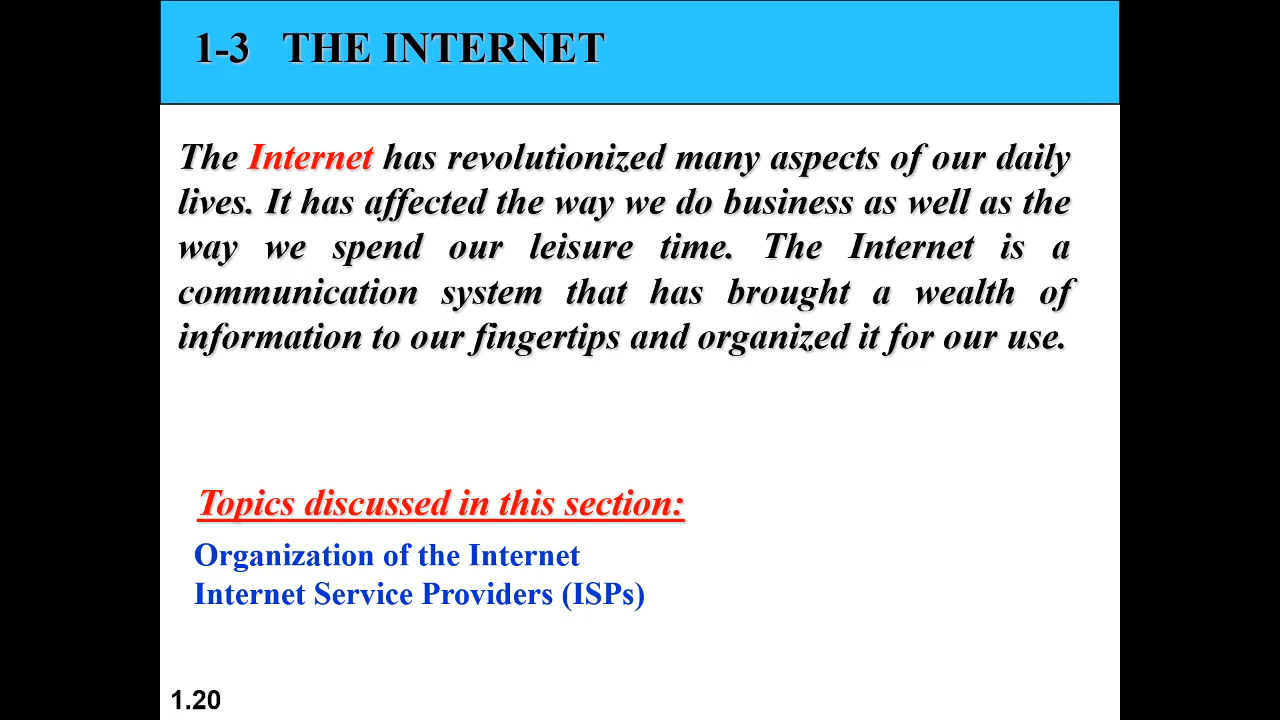 1-3 THE INTERNET
The Internet has revolutionized many aspects of our daily
lives. It has affected the way we do business as well as the
way we spend our leisure time. The Internet is a
communication system that has brought a wealth of
information to our fingertips and organized it for our use.
Topics discussed in this section:
Organization of the Internet
Internet Service Providers (ISPs)
1.20